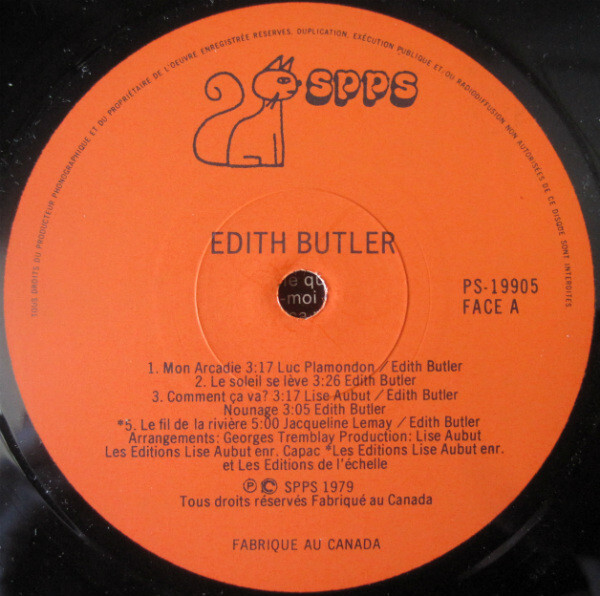 TOUS DROITS DU PRODUCTEUR PHONOGRAPHIQUE ET DU PROPRIÉTAIRE DE L'OEUVRE ENREGISTRÉE RÉSERVÉS. DUPLICATION, EXÉCUTION PUBLIQUE ET/OU RADIODIFFUSION NON AUTORISÉES DE CE DISQUE SONT INTERDITES
spps
EDITH BUTLER
-moi
PS-19905
FACE A
1. Mon Arcadie 3:17 Luc Plamondon / Edith Butler
2. Le soleil se lève 3:26 Edith Butler
3. Comment ça va? 3:17 Lise Aubut / Edith Butler
Nounage 3:05 Edith Butler
*5. Le fil de la rivière 5:00 Jacqueline Lemay / Edith Butler
Arrangements: Georges Tremblay Production: Lise Aubut
Les Editions Lise Aubut enr. Capac *Les Editions Lise Aubut enr.
et Les Editions de l'échelle
Ⓟ © SPPS 1979
Tous droits réservés Fabriqué au Canada
FABRIQUE AU CANADA